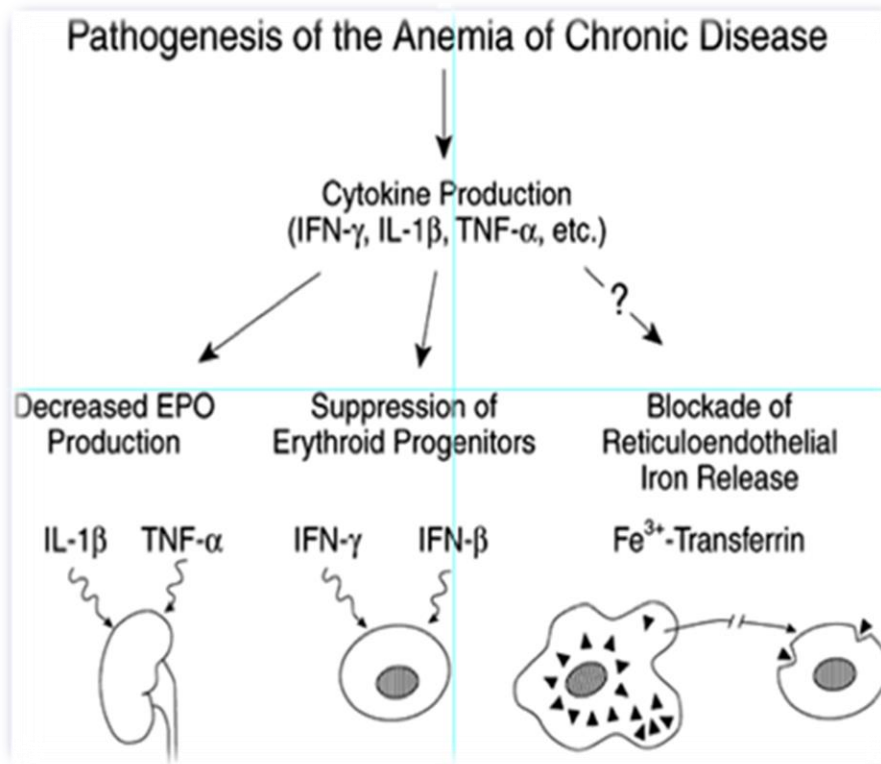 Pathogenesis of the Anemia of Chronic Disease
Cytokine Production
(IFN-γ, IL-1β, TNF-α, etc.)
?
Decreased EPO
Production
Suppression of
Erythroid Progenitors
Blockade of
Reticuloendothelial
Iron Release
IL-1β TNF-α
IFN-γ IFN-β
Fe³⁺-Transferrin